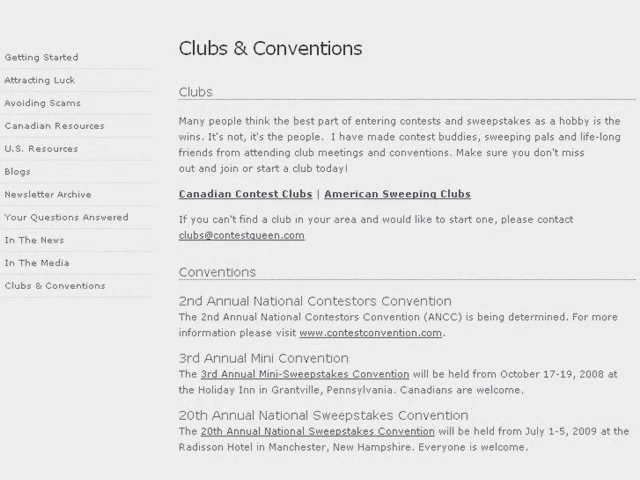 Clubs & Conventions
Getting Started
Attracting Luck
Avoiding Scams
Canadian Resources
U.S. Resources
Blogs
Newsletter Archive
Your Questions Answered
In The News
In The Media
Clubs & Conventions
Clubs
Many people think the best part of entering contests and sweepstakes as a hobby is the
wins. It's not, it's the people.  I have made contest buddies, sweeping pals and life-long
friends from attending club meetings and conventions. Make sure you don't miss
out and join or start a club today!
Canadian Contest Clubs | American Sweeping Clubs
If you can't find a club in your area and would like to start one, please contact
clubs@contestqueen.com
Conventions
2nd Annual National Contestors Convention
The 2nd Annual National Contestors Convention (ANCC) is being determined. For more
information please visit www.contestconvention.com.
3rd Annual Mini Convention
The 3rd Annual Mini-Sweepstakes Convention will be held from October 17-19, 2008 at
the Holiday Inn in Grantville, Pennsylvania. Canadians are welcome.
20th Annual National Sweepstakes Convention
The 20th Annual National Sweepstakes Convention will be held from July 1-5, 2009 at the
Radisson Hotel in Manchester, New Hampshire. Everyone is welcome.